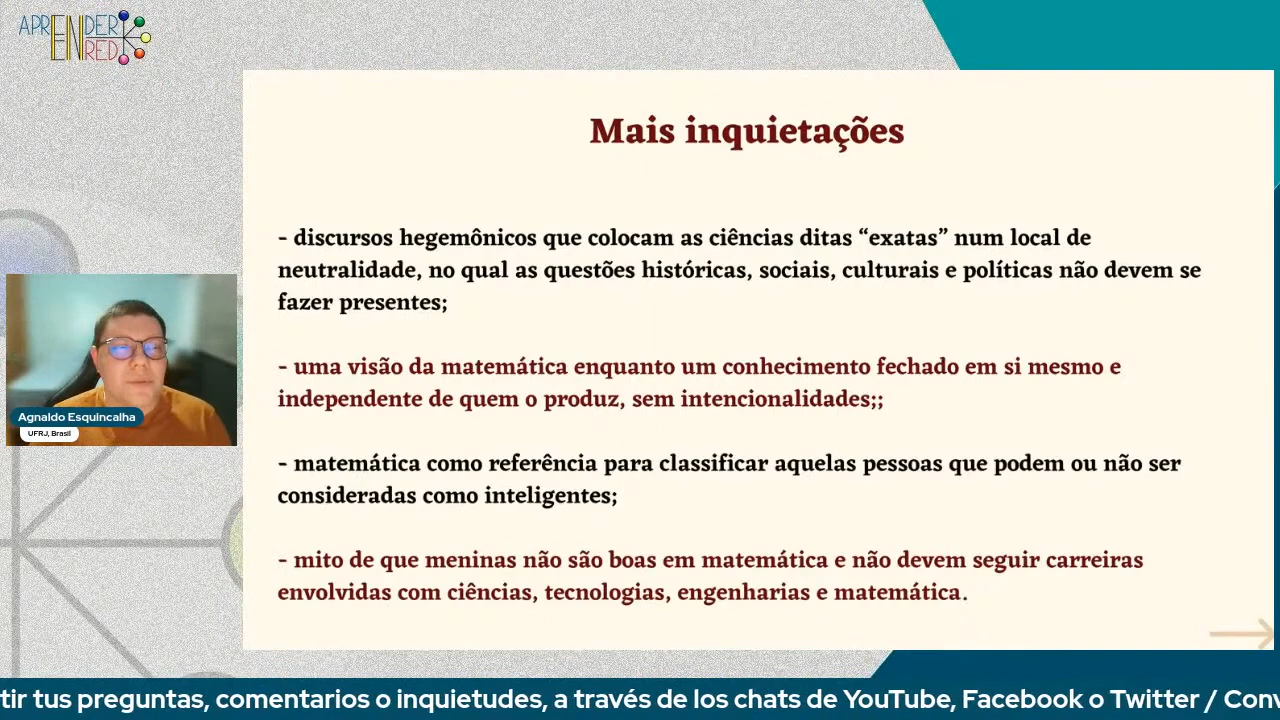 APRENDER
EN RED
Mais inquietações
- discursos hegemônicos que colocam as ciências ditas “exatas” num local de
neutralidade, no qual as questões históricas, sociais, culturais e políticas não devem se
fazer presentes;
- uma visão da matemática enquanto um conhecimento fechado em si mesmo e
independente de quem o produz, sem intencionalidades;;
- matemática como referência para classificar aquelas pessoas que podem ou não ser
consideradas como inteligentes;
- mito de que meninas não são boas em matemática e não devem seguir carreiras
envolvidas com ciências, tecnologias, engenharias e matemática.
Agnaldo Esquincalha
UFRJ, Brasil
tir tus preguntas, comentarios o inquietudes, a través de los chats de YouTube, Facebook o Twitter / Conv